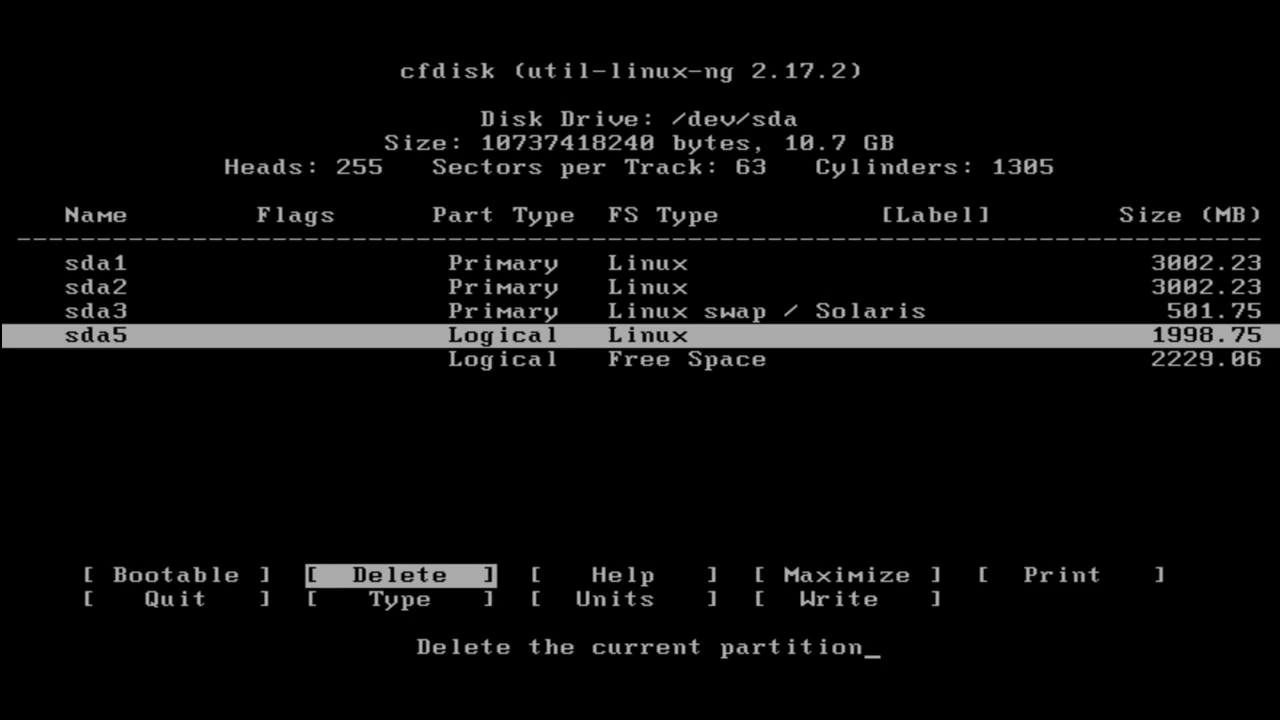 cfdisk (util-linux-ng 2.17.2)
Disk Drive: /dev/sda
Size: 10737418240 bytes, 10.7 GB
Heads: 255   Sectors per Track: 63   Cylinders: 1305
Name   Flags   Part Type   FS Type   [Label]   Size (MB)
------------------------------------------------------------------------------
sda1   Primary   Linux   3002.23
sda2   Primary   Linux   3002.23
sda3   Primary   Linux swap / Solaris   501.75
sda5   Logical   Linux   1998.75
Logical   Free Space   2229.06
[ Bootable ]   [ Delete ]   [ Help ]   [ Maximize ]   [ Print ]
[ Quit ]   [ Type ]   [ Units ]   [ Write ]
Delete the current partition_